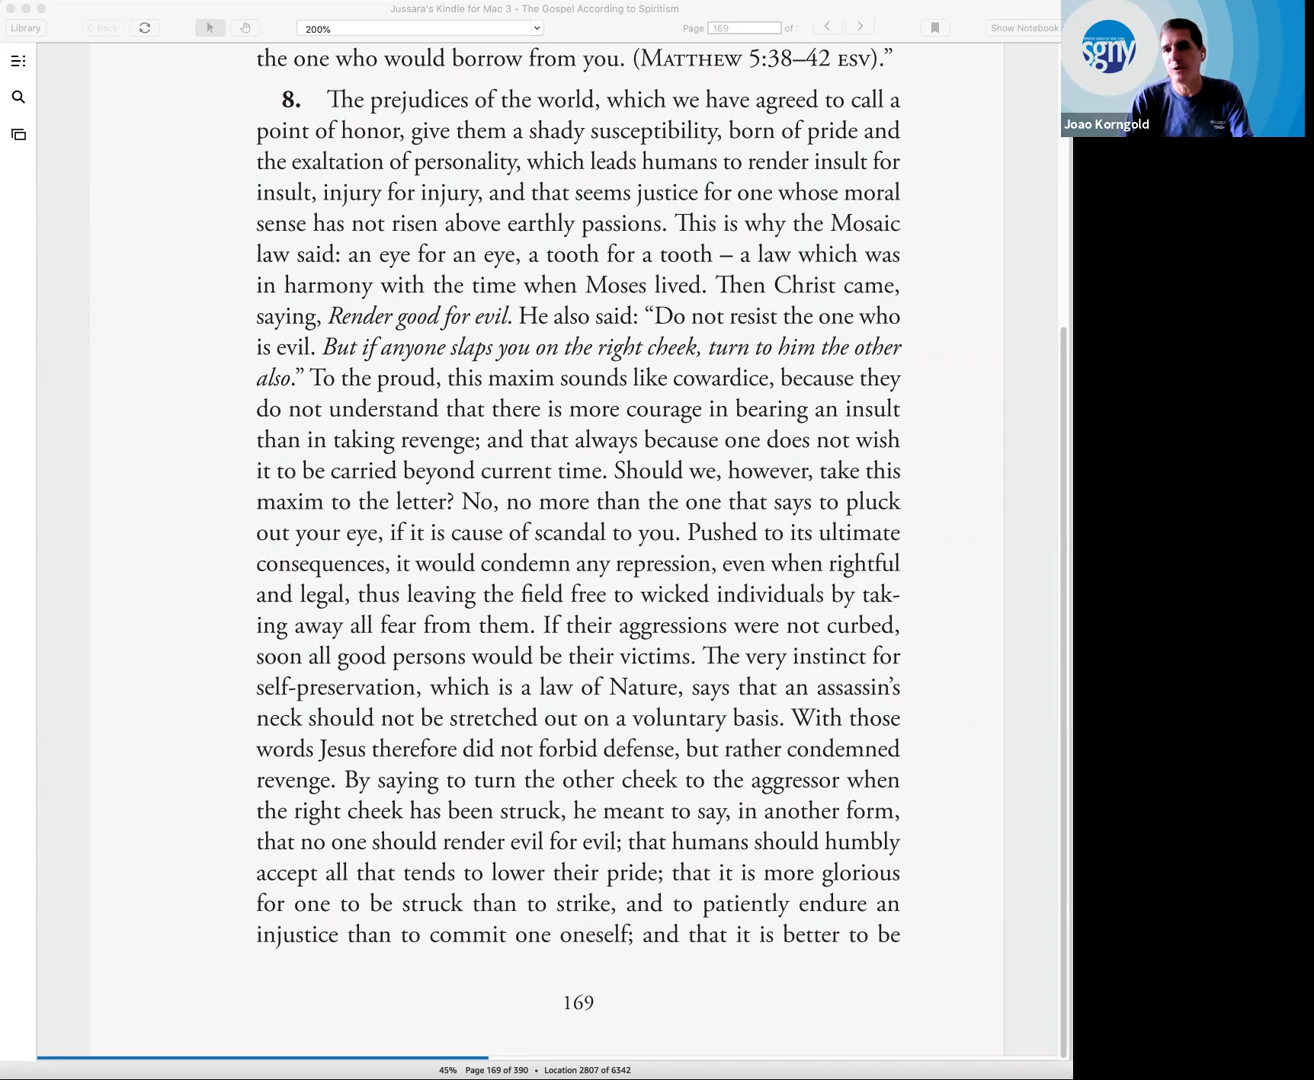 Jussara's Kindle for Mac 3 - The Gospel According to Spiritism
Library
Back
200%
Page 169 of
Show Notebook
sgny
Joao Korngold
the one who would borrow from you. (Matthew 5:38–42 esv).”
8. The prejudices of the world, which we have agreed to call a
point of honor, give them a shady susceptibility, born of pride and
the exaltation of personality, which leads humans to render insult for
insult, injury for injury, and that seems justice for one whose moral
sense has not risen above earthly passions. This is why the Mosaic
law said: an eye for an eye, a tooth for a tooth – a law which was
in harmony with the time when Moses lived. Then Christ came,
saying, Render good for evil. He also said: “Do not resist the one who
is evil. But if anyone slaps you on the right cheek, turn to him the other
also.” To the proud, this maxim sounds like cowardice, because they
do not understand that there is more courage in bearing an insult
than in taking revenge; and that always because one does not wish
it to be carried beyond current time. Should we, however, take this
maxim to the letter? No, no more than the one that says to pluck
out your eye, if it is cause of scandal to you. Pushed to its ultimate
consequences, it would condemn any repression, even when rightful
and legal, thus leaving the field free to wicked individuals by tak-
ing away all fear from them. If their aggressions were not curbed,
soon all good persons would be their victims. The very instinct for
self-preservation, which is a law of Nature, says that an assassin’s
neck should not be stretched out on a voluntary basis. With those
words Jesus therefore did not forbid defense, but rather condemned
revenge. By saying to turn the other cheek to the aggressor when
the right cheek has been struck, he meant to say, in another form,
that no one should render evil for evil; that humans should humbly
accept all that tends to lower their pride; that it is more glorious
for one to be struck than to strike, and to patiently endure an
injustice than to commit one oneself; and that it is better to be
169
45% Page 169 of 390 • Location 2807 of 6342